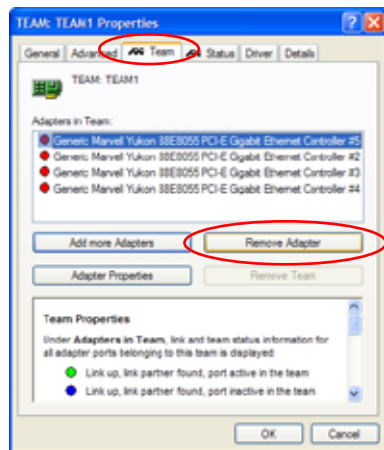 TEAM: TEAN1 Properties
General Advanced Team Status Driver Details
TEAM: TEAM1
Adapters in Team:
Generic Marvel Yukon 88E8055 PCI-E Gigabit Ethernet Controller #5
Generic Marvel Yukon 88E8055 PCI-E Gigabit Ethernet Controller #2
Generic Marvel Yukon 88E8055 PCI-E Gigabit Ethernet Controller #3
Generic Marvel Yukon 88E8055 PCI-E Gigabit Ethernet Controller #4
Add more Adapters Remove Adapter
Adapter Properties Remove Team
Team Properties
Under Adapters in Team, link and team status information for
all adapter ports belonging to this team is displayed
Link up, link partner found, port active in the team
Link up, link partner found, port inactive in the team
OK Cancel